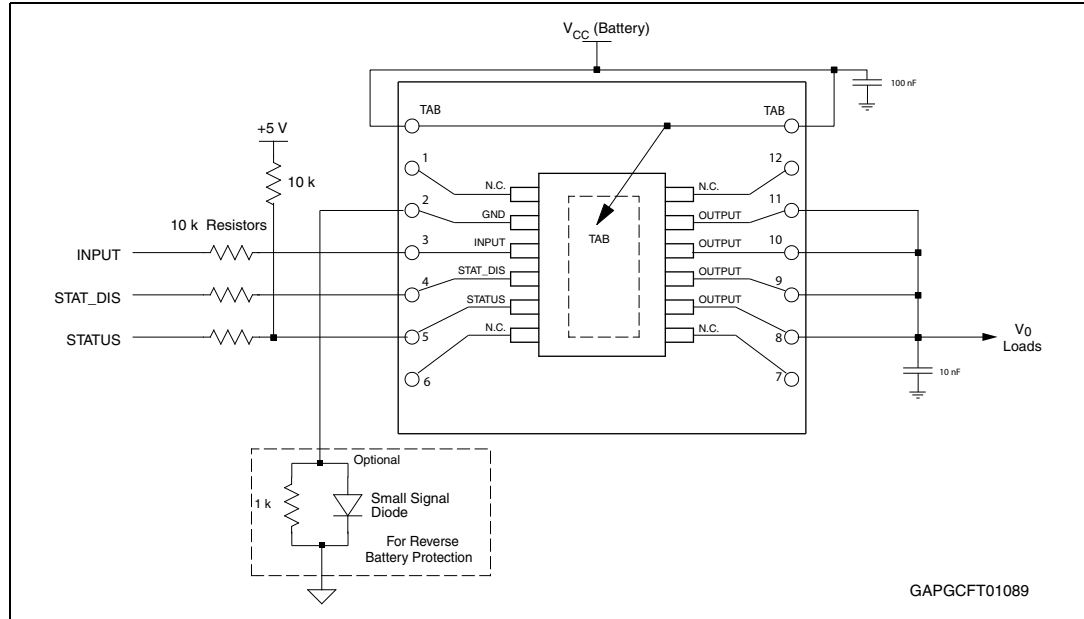 V_CC (Battery)
100 nF
TAB
TAB
+5 V
10 k
1
12
N.C.
N.C.
2
11
GND
OUTPUT
10 k Resistors
3
10
INPUT
INPUT
OUTPUT
TAB
STAT_DIS
4
STAT_DIS
OUTPUT
9
STATUS
5
STATUS
OUTPUT
8
V0
Loads
N.C.
N.C.
6
7
10 nF
Optional
1 k
Small Signal
Diode
For Reverse
Battery Protection
GAPGCFT01089